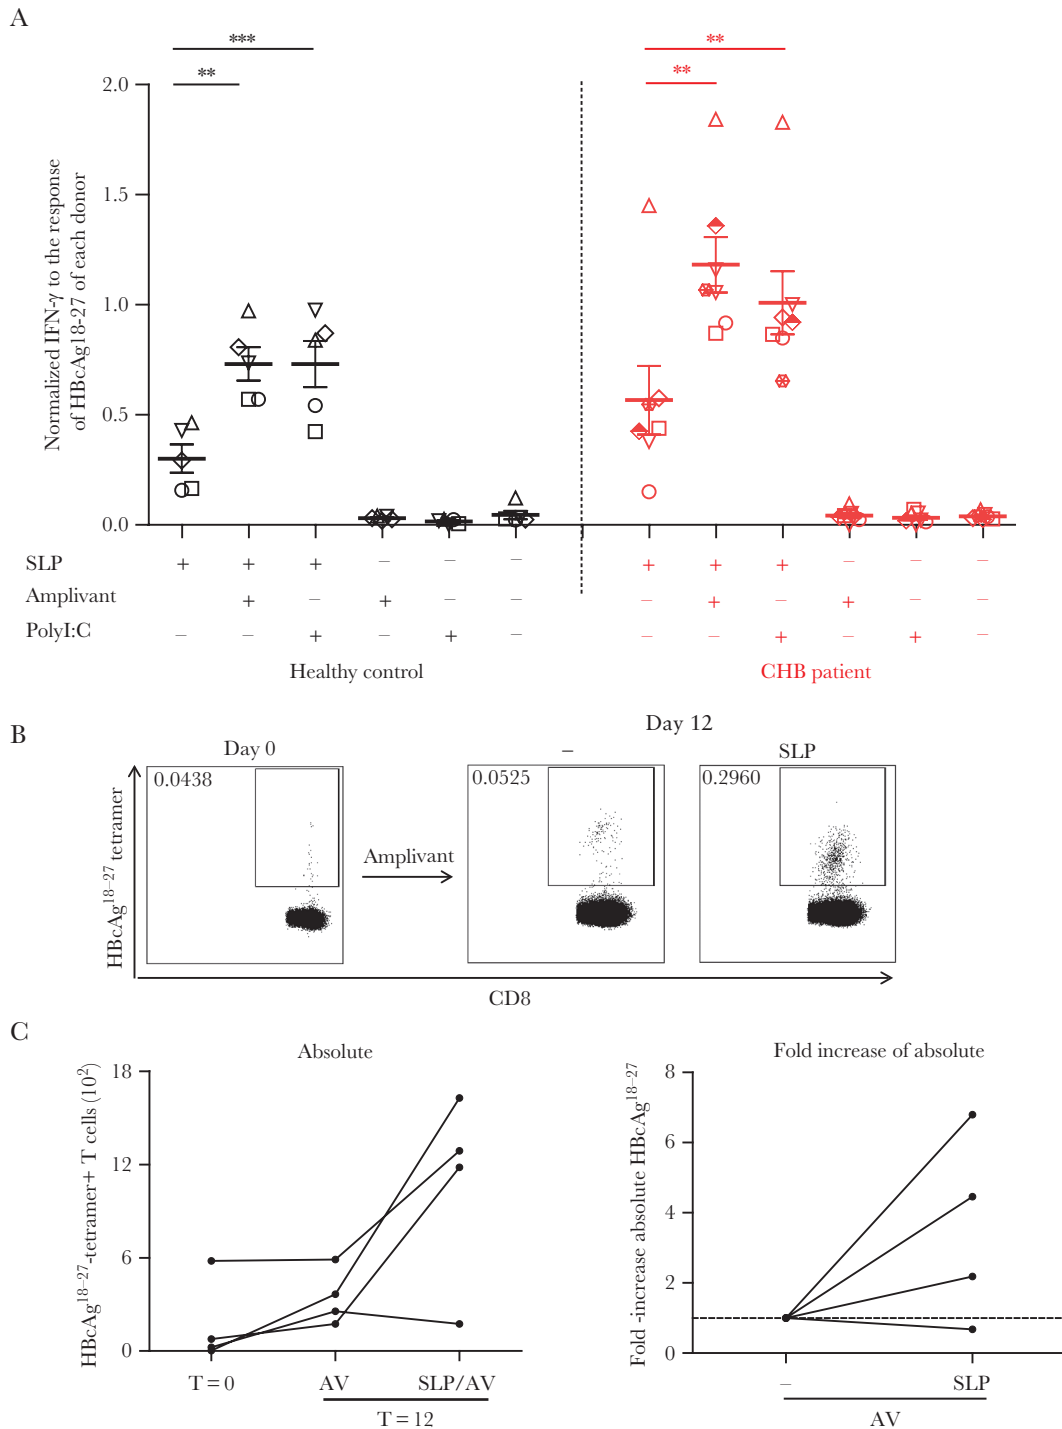 A
*** **
** **
2.0
1.5
1.0
0.5
0.0
Normalized IFN-γ to the response
of HBcAg18-27 of each donor
SLP + + + – – – + + + – – –
Amplivant + – + – – – + – + – –
PolyI:C – – + – + – – – + – + –
Healthy control CHB patient
B
Day 12
Day 0 – SLP
0.0438 0.0525 0.2960
Amplivant
HBcAg18–27 tetramer
CD8
C
Absolute Fold increase of absolute
HBcAg18–27-tetramer+ T cells (10²)
18
12
6
0
T = 0 AV SLP/AV
T = 12
Fold -increase absolute HBcAg18–27
8
6
4
2
0
– SLP
AV